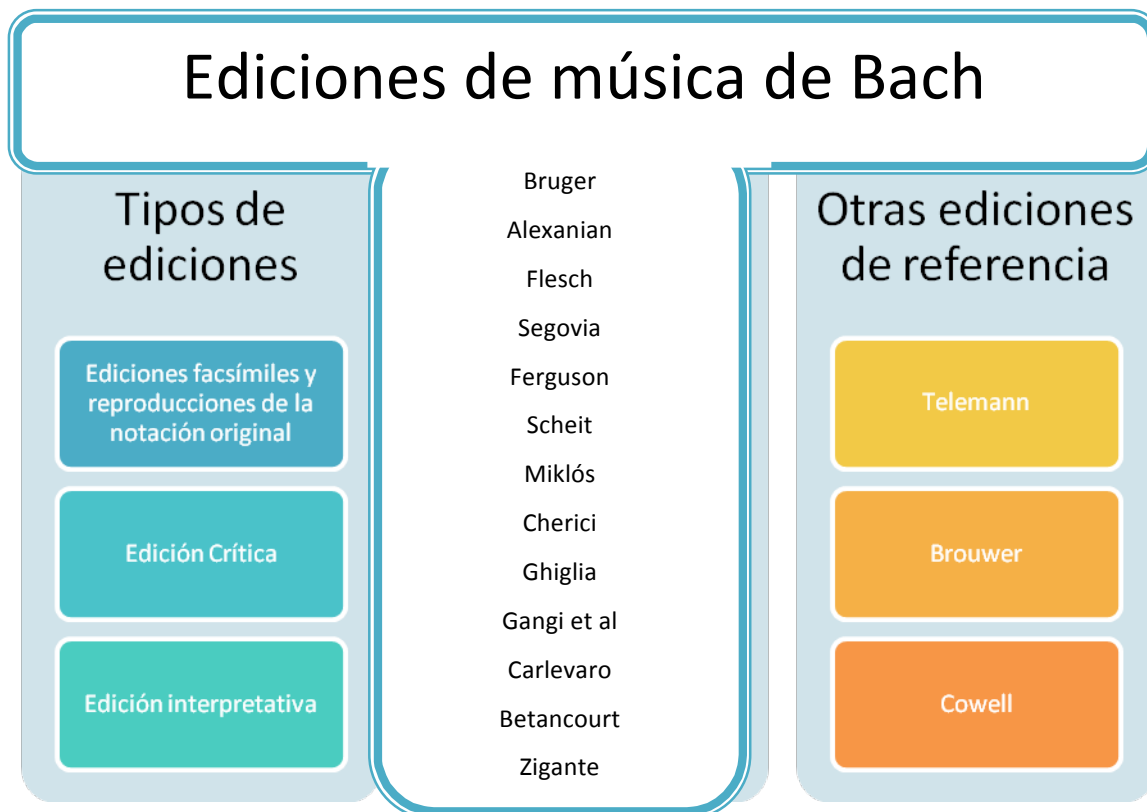 Ediciones de música de Bach
Tipos de
ediciones
Ediciones facsímiles y
reproducciones de la
notación original
Edición Crítica
Edición interpretativa
Bruger
Alexanian
Flesch
Segovia
Ferguson
Scheit
Miklós
Cherici
Ghiglia
Gangi et al
Carlevaro
Betancourt
Zigante
Otras ediciones
de referencia
Telemann
Brouwer
Cowell